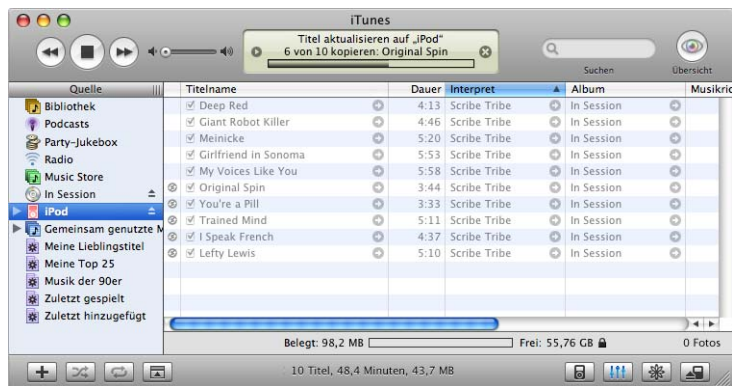 iTunes
Titel aktualisieren auf „iPod“
6 von 10 kopieren: Original Spin
Suchen
Übersicht
Quelle
Bibliothek
Podcasts
Party-Jukebox
Radio
Music Store
In Session
iPod
Gemeinsam genutzte M
Meine Lieblingstitel
Meine Top 25
Musik der 90er
Zuletzt gespielt
Zuletzt hinzugefügt
Titelname Dauer Interpret Album Musikric
Deep Red 4:13 Scribe Tribe In Session
Giant Robot Killer 4:46 Scribe Tribe In Session
Meinicke 5:20 Scribe Tribe In Session
Girlfriend in Sonoma 5:53 Scribe Tribe In Session
My Voices Like You 5:58 Scribe Tribe In Session
Original Spin 3:44 Scribe Tribe In Session
You're a Pill 3:33 Scribe Tribe In Session
Trained Mind 5:11 Scribe Tribe In Session
I Speak French 4:37 Scribe Tribe In Session
Lefty Lewis 5:10 Scribe Tribe In Session
Belegt: 98,2 MB Frei: 55,76 GB 0 Fotos
10 Titel, 48,4 Minuten, 43,7 MB